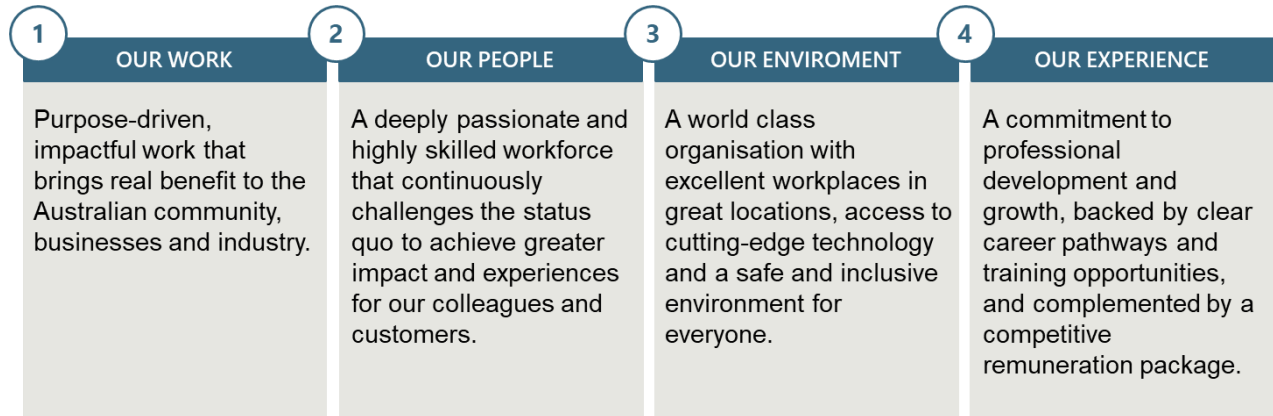 1
OUR WORK
Purpose-driven,
impactful work that
brings real benefit to the
Australian community,
businesses and industry.
2
OUR PEOPLE
A deeply passionate and
highly skilled workforce
that continuously
challenges the status
quo to achieve greater
impact and experiences
for our colleagues and
customers.
3
OUR ENVIROMENT
A world class
organisation with
excellent workplaces in
great locations, access to
cutting-edge technology
and a safe and inclusive
environment for
everyone.
4
OUR EXPERIENCE
A commitment to
professional
development and
growth, backed by clear
career pathways and
training opportunities,
and complemented by a
competitive
remuneration package.